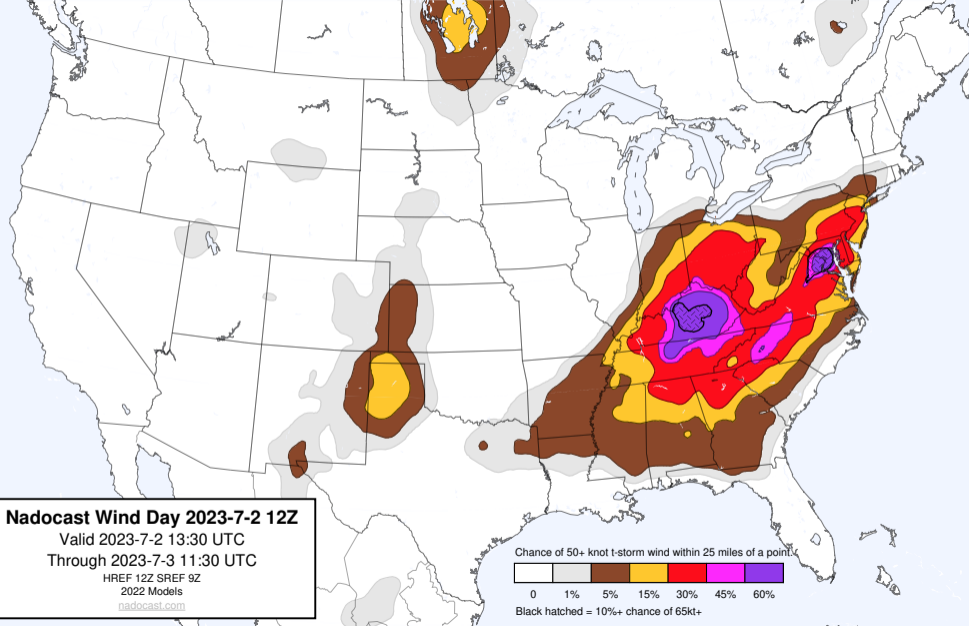 Nadocast Wind Day 2023-7-2 12Z
Valid 2023-7-2 13:30 UTC
Through 2023-7-3 11:30 UTC
HREF 12Z SREF 9Z
2022 Models
nadocast.com
Chance of 50+ knot t-storm wind within 25 miles of a point.
0 1% 5% 15% 30% 45% 60%
Black hatched = 10%+ chance of 65kt+